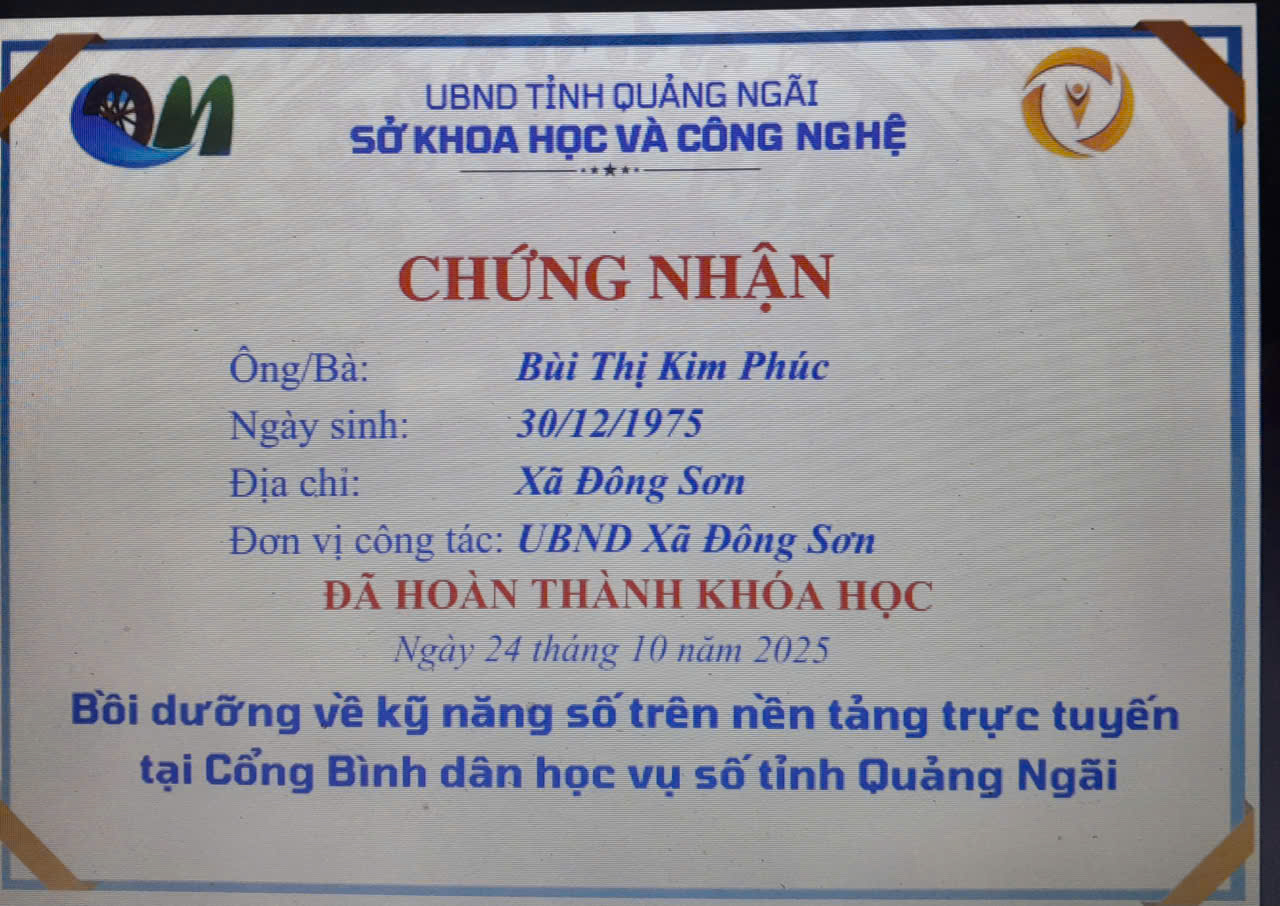 QM
UBND TỈNH QUẢNG NGÃI
SỞ KHOA HỌC VÀ CÔNG NGHỆ
CHỨNG NHẬN
Ông/Bà: Bùi Thị Kim Phúc
Ngày sinh: 30/12/1975
Địa chỉ: Xã Đông Sơn
Đơn vị công tác: UBND Xã Đông Sơn
ĐÃ HOÀN THÀNH KHÓA HỌC
Ngày 24 tháng 10 năm 2025
Bồi dưỡng về kỹ năng số trên nền tảng trực tuyến
tại Cổng Bình dân học vụ số tỉnh Quảng Ngãi